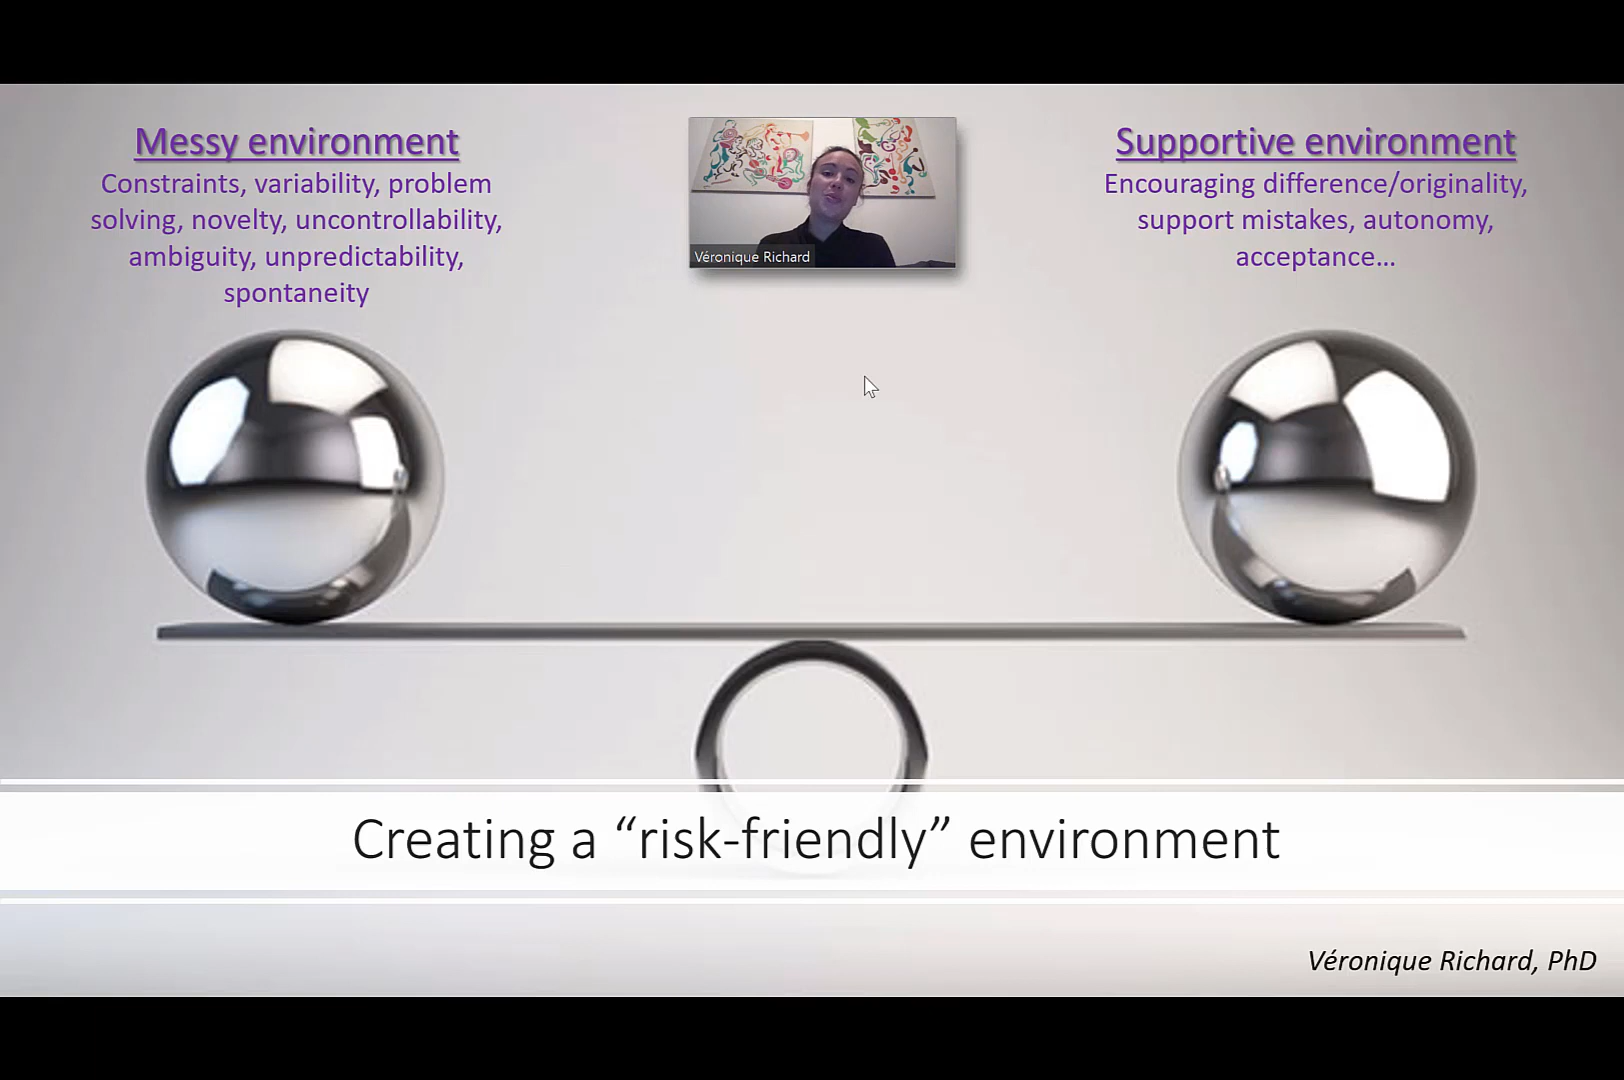 Messy environment
Constraints, variability, problem
solving, novelty, uncontrollability,
ambiguity, unpredictability,
spontaneity
Véronique Richard
Supportive environment
Encouraging difference/originality,
support mistakes, autonomy,
acceptance...
Creating a “risk-friendly” environment
Véronique Richard, PhD